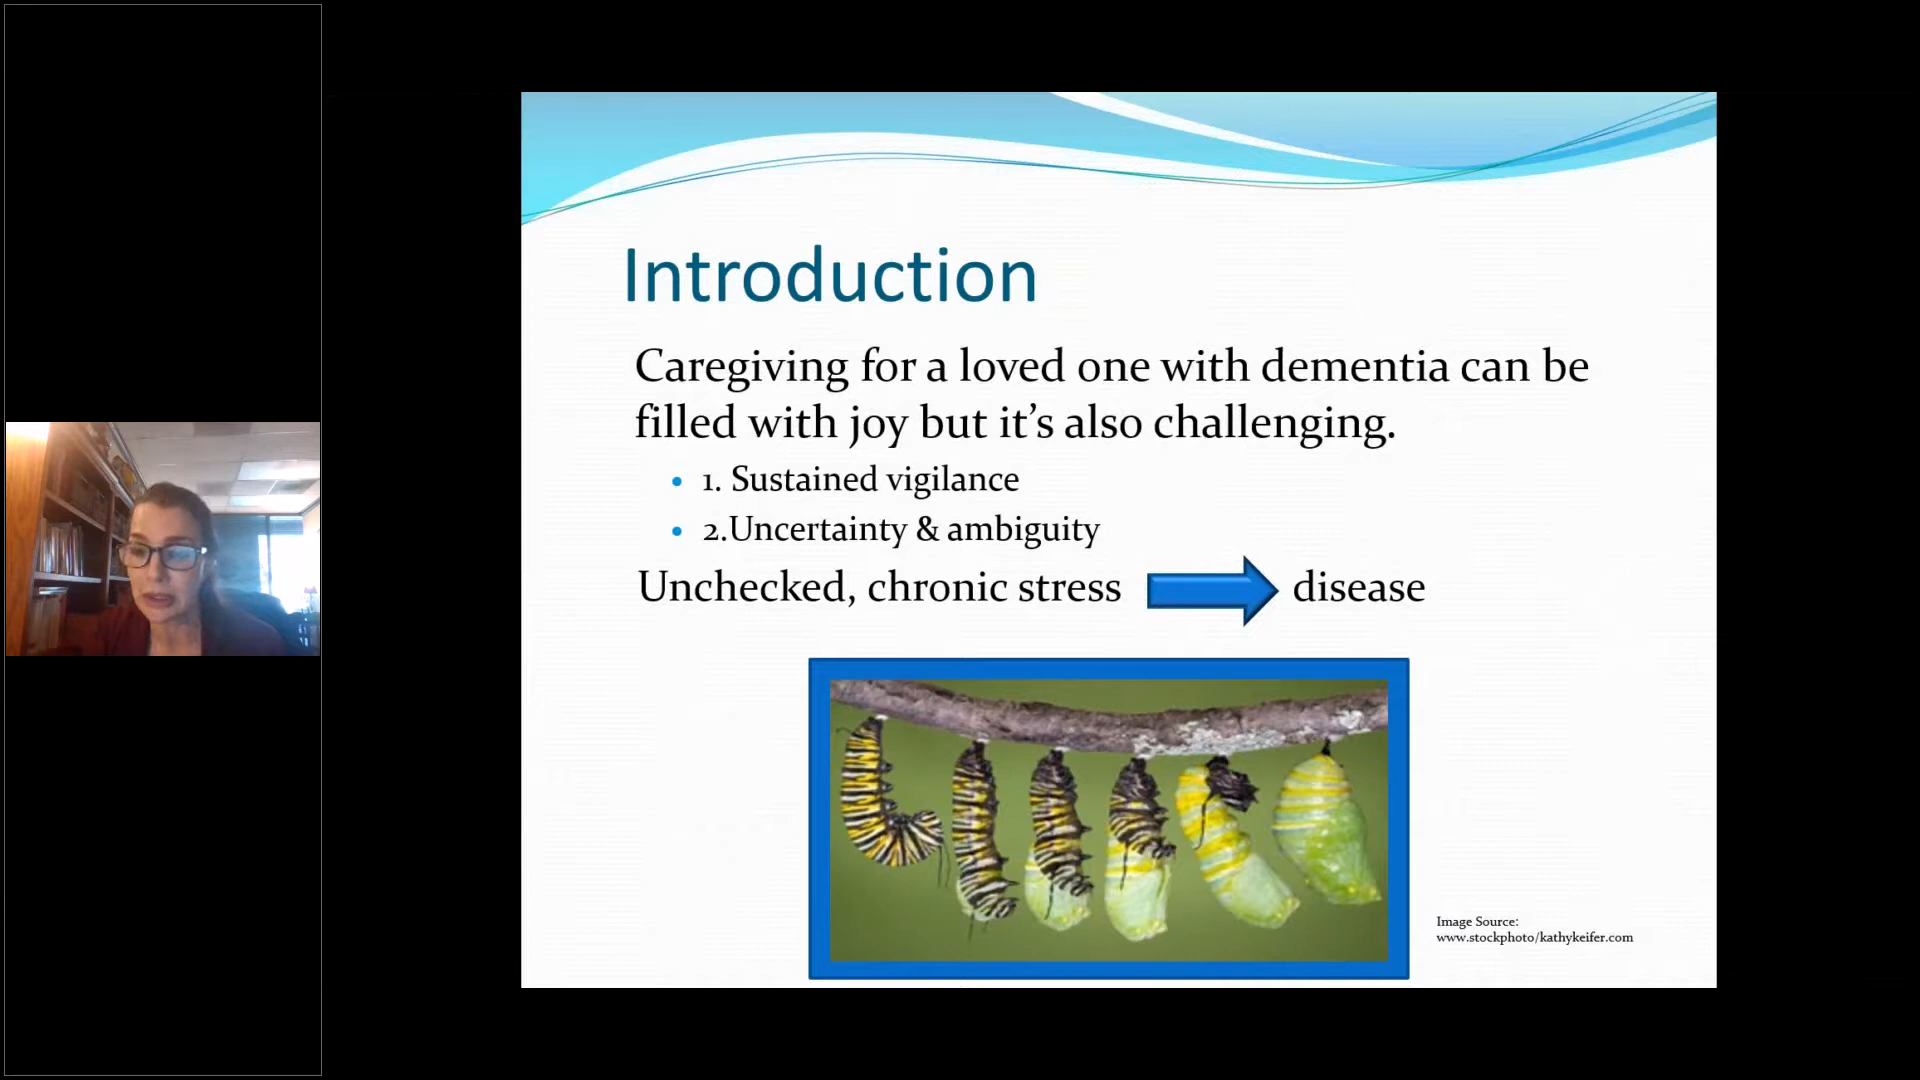 Introduction
Caregiving for a loved one with dementia can be
filled with joy but it’s also challenging.
• 1. Sustained vigilance
• 2.Uncertainty & ambiguity
Unchecked, chronic stress disease
Image Source:
www.stockphoto/kathykeifer.com